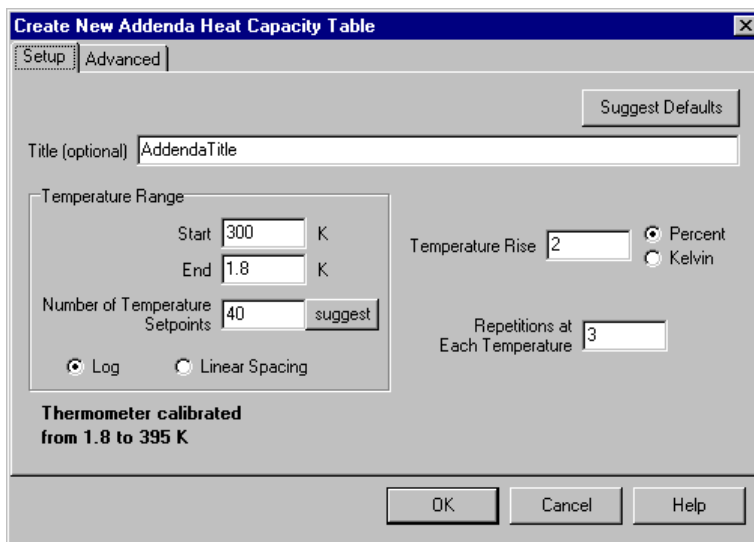 Create New Addenda Heat Capacity Table
Setup Advanced
Suggest Defaults
Title (optional) AddendaTitle
Temperature Range
Start 300 K
End 1.8 K
Number of Temperature
Setpoints 40 suggest
Log Linear Spacing
Temperature Rise 2 Percent
Kelvin
Repetitions at
Each Temperature 3
Thermometer calibrated
from 1.8 to 395 K
OK Cancel Help